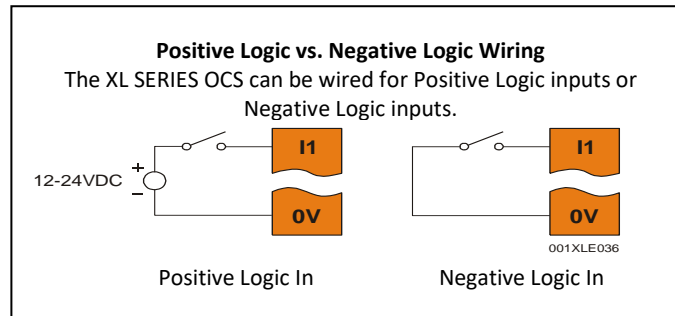 Positive Logic vs. Negative Logic Wiring
The XL SERIES OCS can be wired for Positive Logic inputs or
Negative Logic inputs.
I1
12-24VDC
+
–
0V
Positive Logic In
I1
0V
001XLE036
Negative Logic In